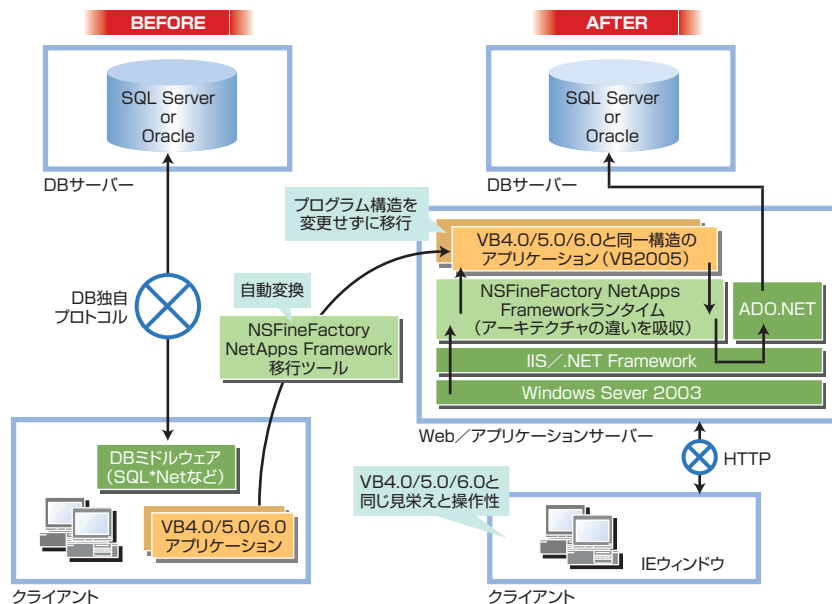 BEFORE
SQL Server
or
Oracle
DBサーバー
DB独自
プロトコル
自動変換
NSFineFactory
NetApps Framework
移行ツール
DBミドルウェア
(SQL*Netなど)
VB4.0/5.0/6.0
アプリケーション
クライアント
AFTER
SQL Server
or
Oracle
DBサーバー
プログラム構造を
変更せずに移行
VB4.0/5.0/6.0と同一構造の
アプリケーション(VB2005)
NSFineFactory NetApps
Frameworkランタイム
(アーキテクチャの違いを吸収)
ADO.NET
IIS/.NET Framework
Windows Sever 2003
Web/アプリケーションサーバー
HTTP
VB4.0/5.0/6.0と
同じ見栄えと操作性
IEウィンドウ
クライアント